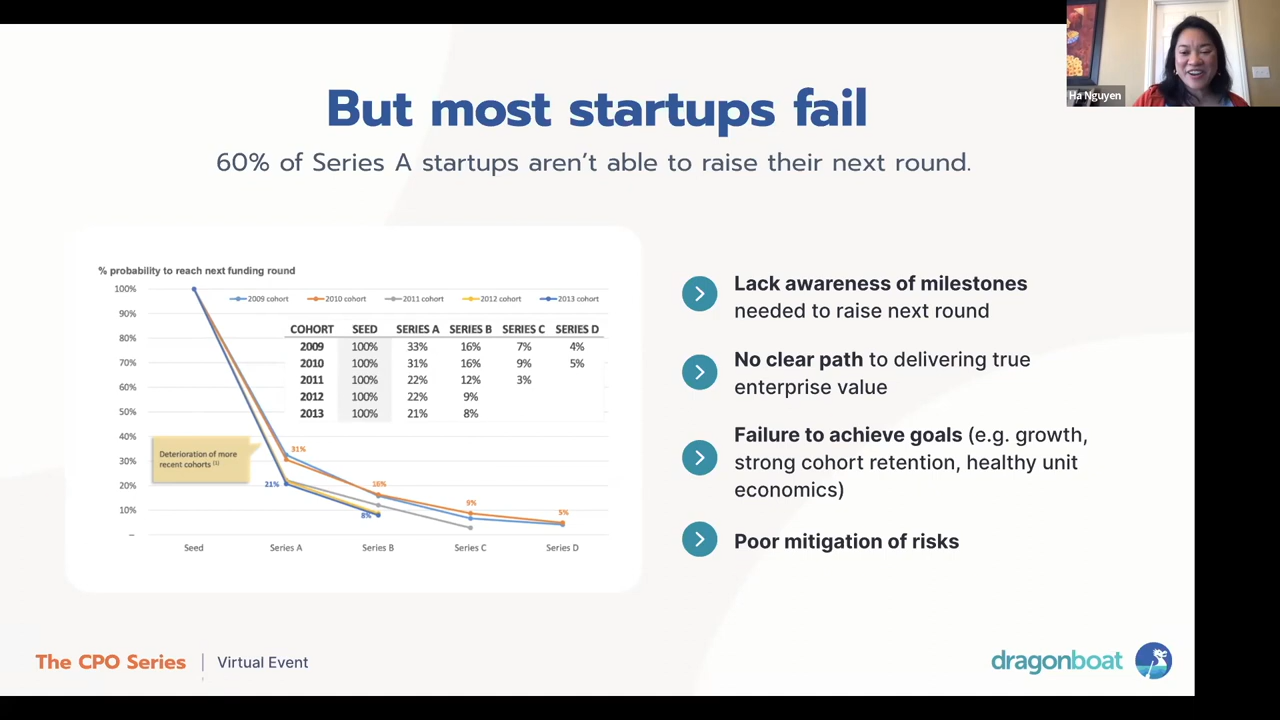 Ha Nguyen
But most startups fail
60% of Series A startups aren’t able to raise their next round.
% probability to reach next funding round
100%
90%
80%
70%
60%
50%
40%
30%
20%
10%
–
2009 cohort 2010 cohort 2011 cohort 2012 cohort 2013 cohort
COHORT SEED SERIES A SERIES B SERIES C SERIES D
2009 100% 33% 16% 7% 4%
2010 100% 31% 16% 9% 5%
2011 100% 22% 12% 3%
2012 100% 22% 9%
2013 100% 21% 8%
Deterioration of more
recent cohorts (1)
31%
21%
16%
8%
9%
5%
Seed Series A Series B Series C Series D
Lack awareness of milestones
needed to raise next round
No clear path to delivering true
enterprise value
Failure to achieve goals (e.g. growth,
strong cohort retention, healthy unit
economics)
Poor mitigation of risks
The CPO Series | Virtual Event
dragonboat